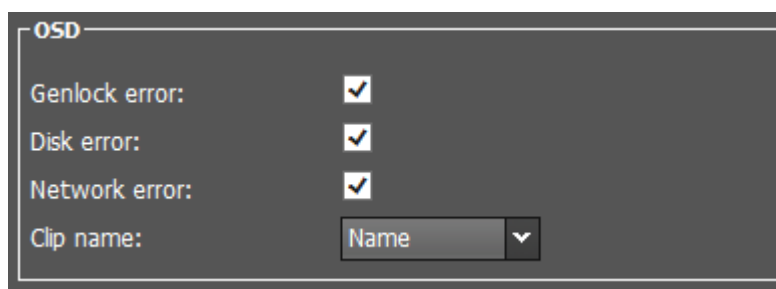 OSD
Genlock error:
Disk error:
Network error:
Clip name: Name